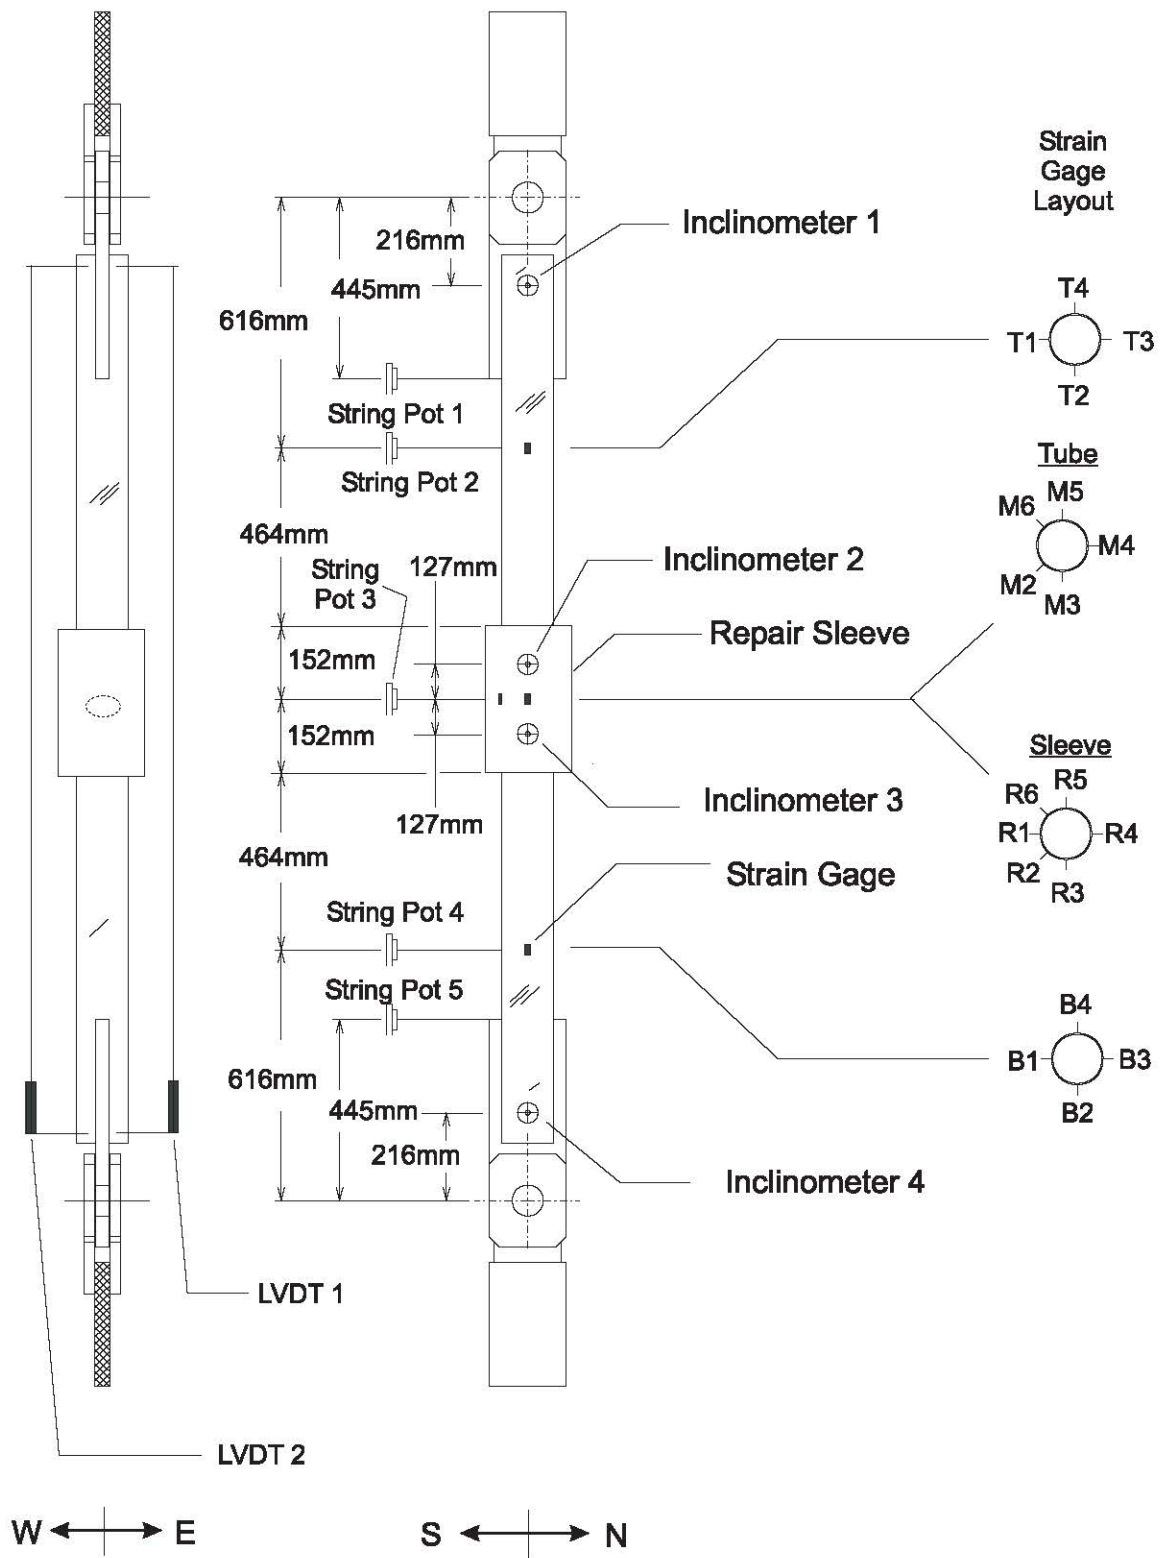 Strain
Gage
Layout
Inclinometer 1
216mm
445mm
616mm
T4
T1
T3
T2
String Pot 1
String Pot 2
Tube
M5
M6
M4
M2
M3
464mm
127mm
Inclinometer 2
String
Pot 3
Repair Sleeve
152mm
152mm
Sleeve
R5
R6
R1
R4
R2
R3
Inclinometer 3
127mm
464mm
Strain Gage
String Pot 4
String Pot 5
B4
B1
B3
B2
616mm
445mm
216mm
Inclinometer 4
LVDT 1
LVDT 2
W
E
S
N